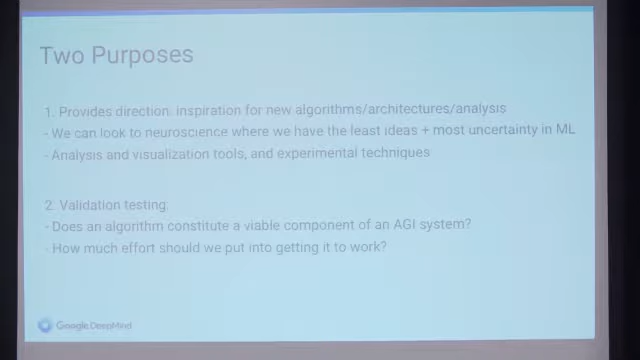 Two Purposes
1. Provides direction: inspiration for new algorithms/architectures/analysis
- We can look to neuroscience where we have the least ideas + most uncertainty in ML
- Analysis and visualization tools, and experimental techniques
2. Validation testing:
- Does an algorithm constitute a viable component of an AGI system?
- How much effort should we put into getting it to work?
Google DeepMind